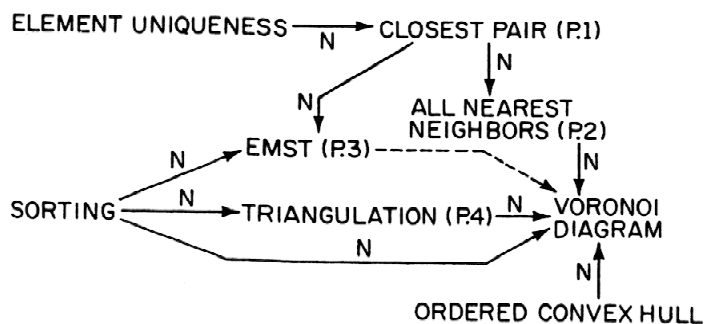 ELEMENT UNIQUENESS
N
CLOSEST PAIR (P.1)
N
N
ALL NEAREST
NEIGHBORS (P.2)
EMST (P.3)
N
N
SORTING
N
TRIANGULATION (P.4)
N
VORONOI
DIAGRAM
N
N
ORDERED CONVEX HULL